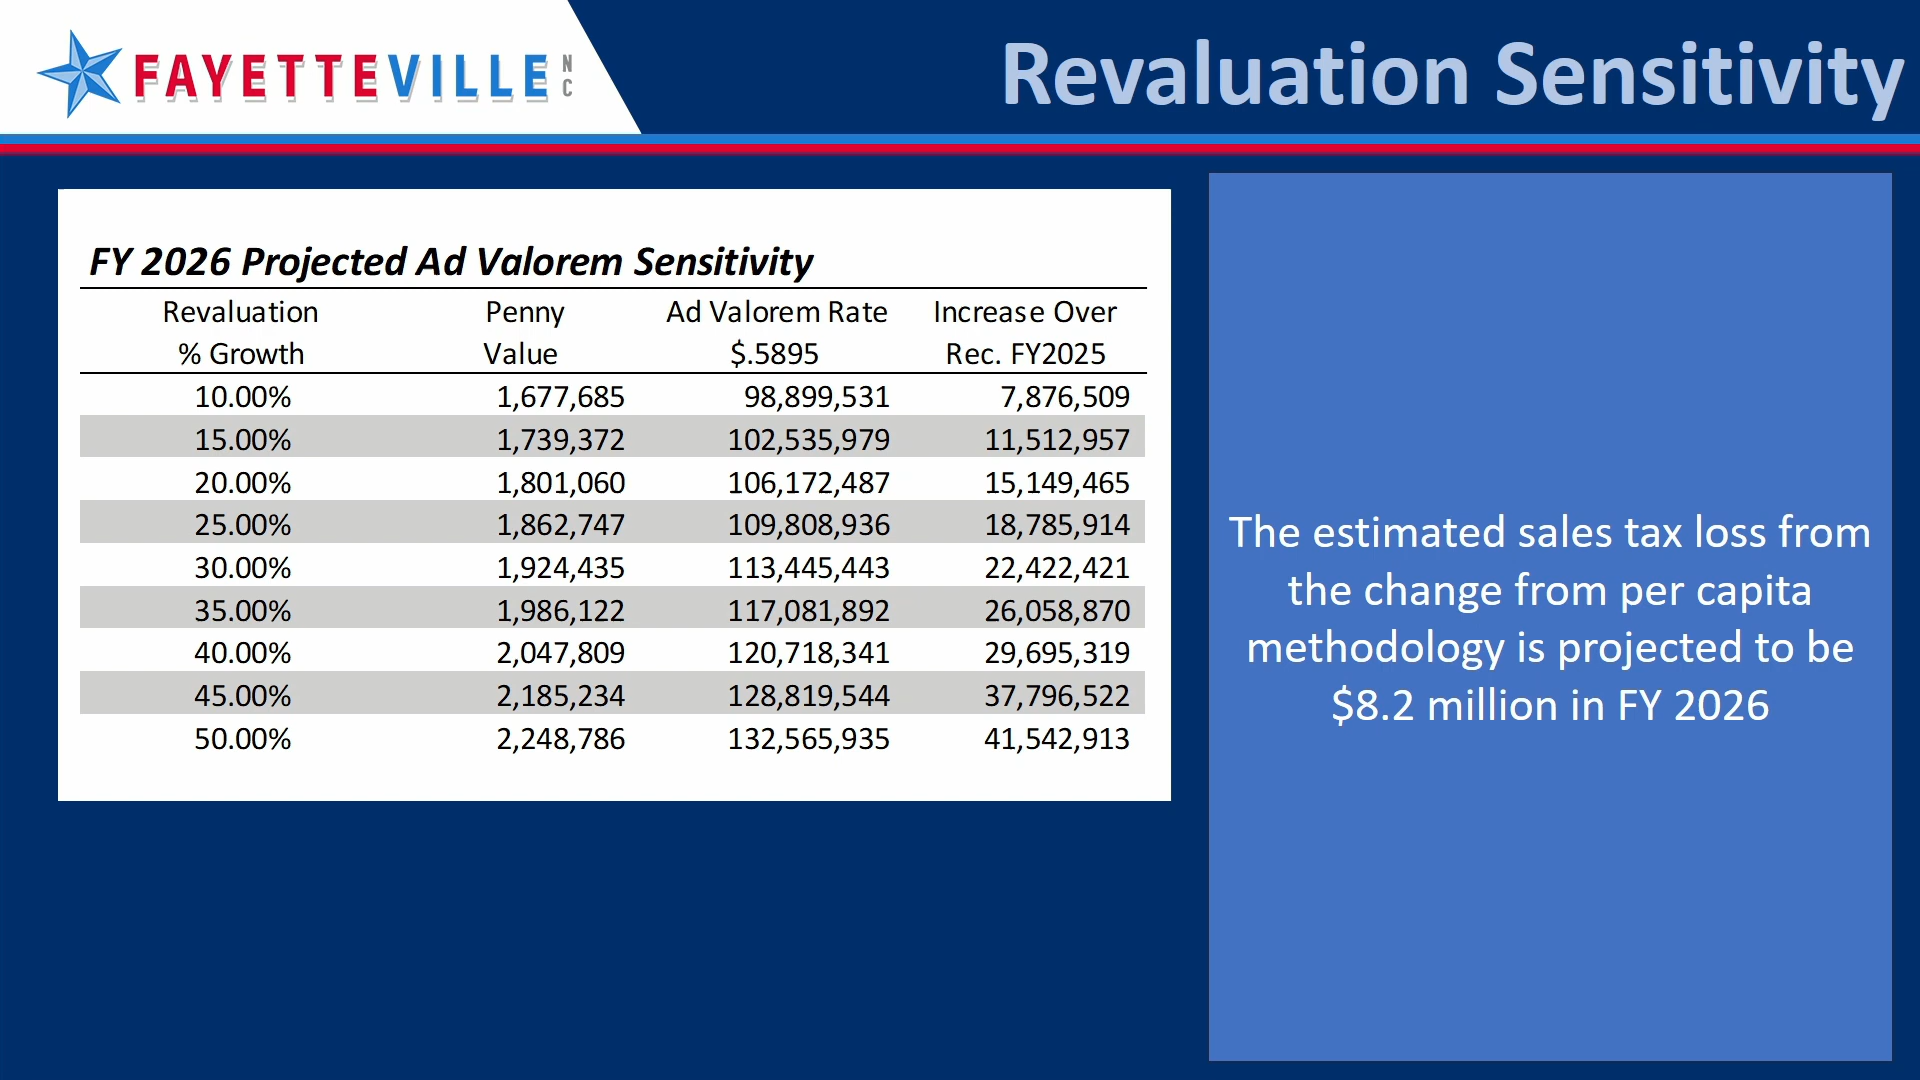 FAYETTEVILLE NC
Revaluation Sensitivity
FY 2026 Projected Ad Valorem Sensitivity
Revaluation Penny Ad Valorem Rate Increase Over
% Growth Value $.5895 Rec. FY2025
10.00% 1,677,685 98,899,531 7,876,509
15.00% 1,739,372 102,535,979 11,512,957
20.00% 1,801,060 106,172,487 15,149,465
25.00% 1,862,747 109,808,936 18,785,914
30.00% 1,924,435 113,445,443 22,422,421
35.00% 1,986,122 117,081,892 26,058,870
40.00% 2,047,809 120,718,341 29,695,319
45.00% 2,185,234 128,819,544 37,796,522
50.00% 2,248,786 132,565,935 41,542,913
The estimated sales tax loss from
the change from per capita
methodology is projected to be
$8.2 million in FY 2026